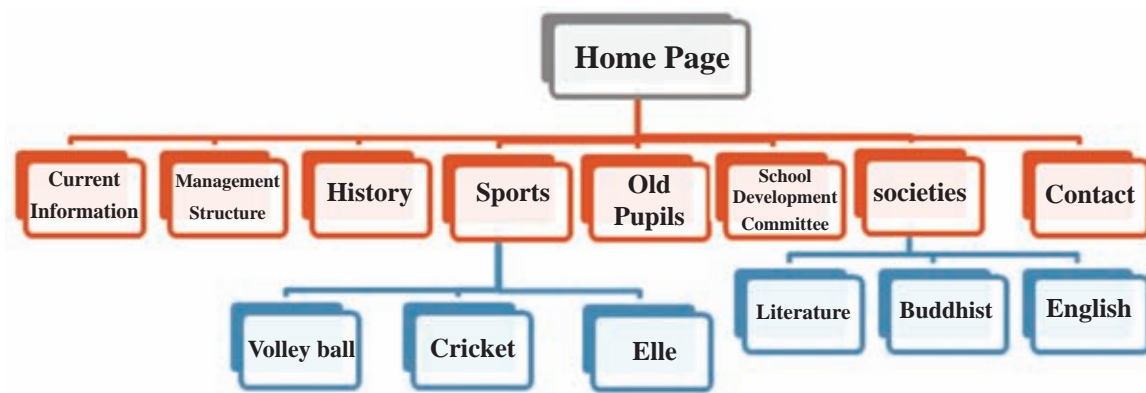 Home Page
Current
Information
Management
Structure
History
Sports
Old
Pupils
School
Development
Committee
societies
Contact
Volley ball
Cricket
Elle
Literature
Buddhist
English